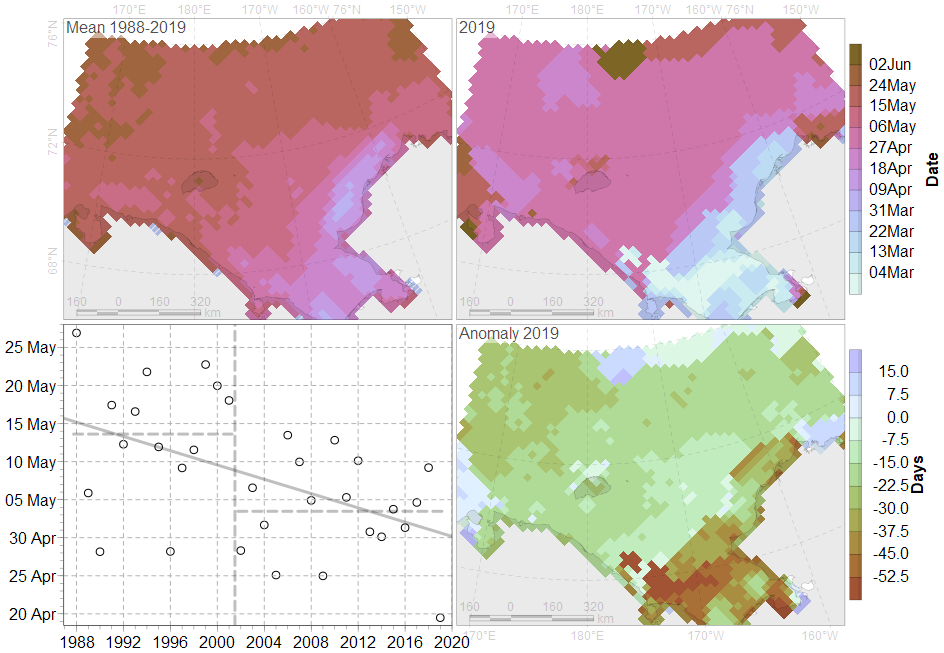 170°E 180°E 170°W 160°W 76°N 150°W
Mean 1988-2019
76°N
72°N
68°N
160 0 160 320
km
170°E 180°E 170°W 160°W 76°N 150°W
2019
160 0 160 320
km
02Jun
24May
15May
06May
27Apr
18Apr
09Apr
31Mar
22Mar
13Mar
04Mar
Date
25 May
20 May
15 May
10 May
05 May
30 Apr
25 Apr
20 Apr
1988 1992 1996 2000 2004 2008 2012 2016 2020
Anomaly 2019
160 0 160 320
km
170°E 180°E 170°W 160°W
15.0
7.5
0.0
-7.5
-15.0
-22.5
-30.0
-37.5
-45.0
-52.5
Days